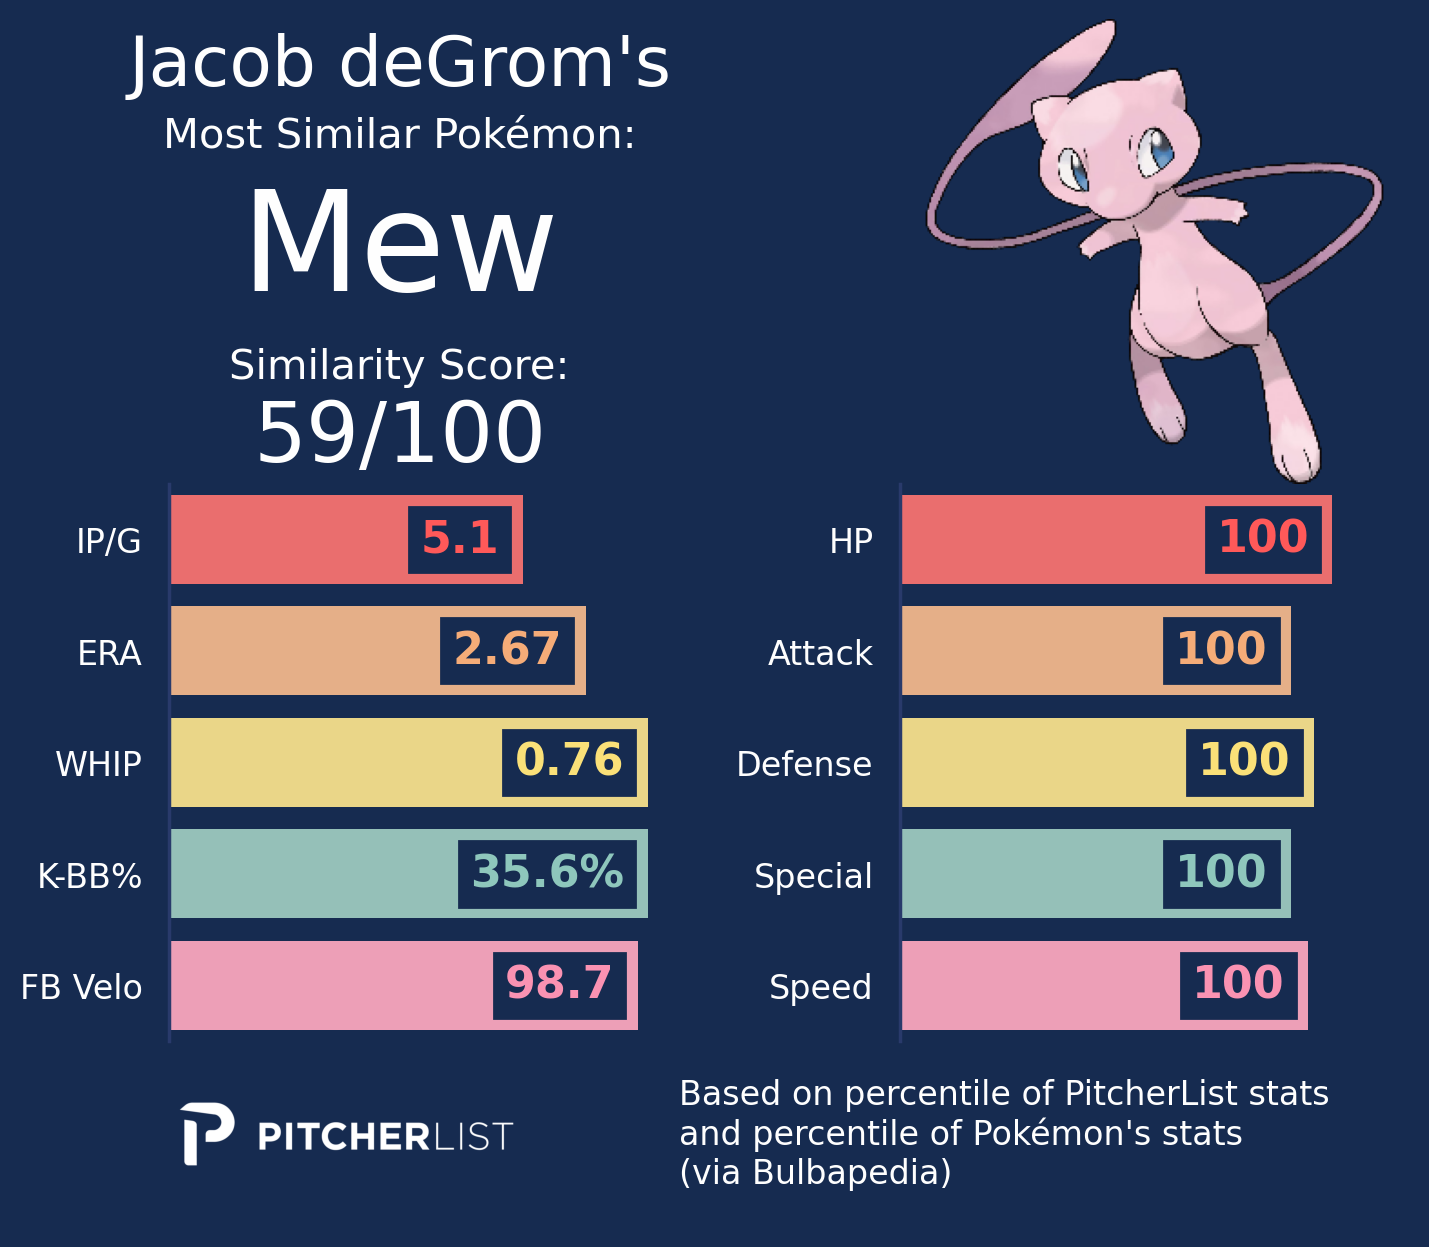 Jacob deGrom's
Most Similar Pokémon:
Mew
Similarity Score:
59/100
IP/G 5.1
ERA 2.67
WHIP 0.76
K-BB% 35.6%
FB Velo 98.7
HP 100
Attack 100
Defense 100
Special 100
Speed 100
PITCHERLIST
Based on percentile of PitcherList stats
and percentile of Pokémon's stats
(via Bulbapedia)